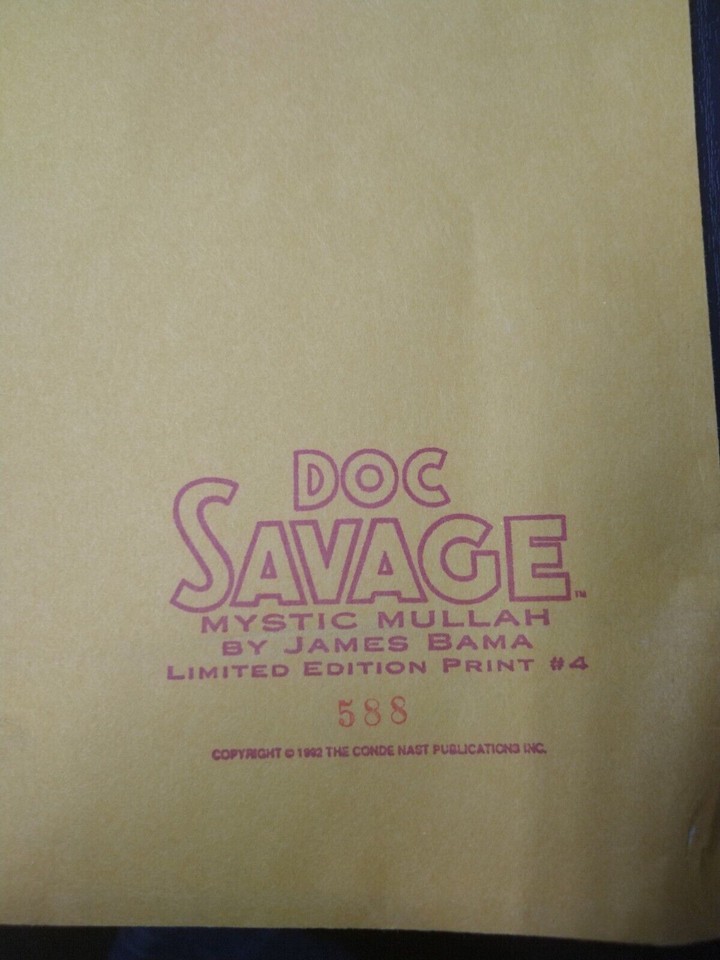 DOC
SAVAGE™
MYSTIC MULLAH
BY JAMES BAMA
LIMITED EDITION PRINT #4
588
COPYRIGHT © 1992 THE CONDE NAST PUBLICATIONS INC.